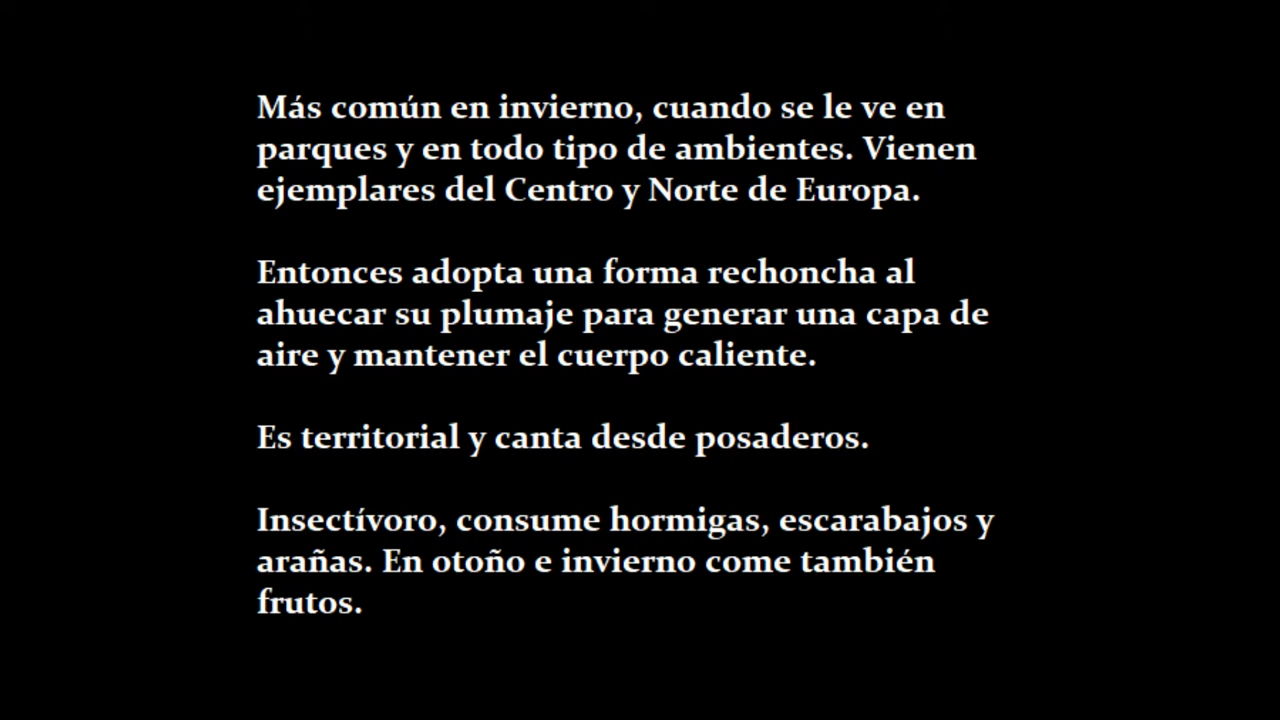 Más común en invierno, cuando se le ve en
parques y en todo tipo de ambientes. Vienen
ejemplares del Centro y Norte de Europa.
Entonces adopta una forma rechoncha al
ahuecar su plumaje para generar una capa de
aire y mantener el cuerpo caliente.
Es territorial y canta desde posaderos.
Insectívoro, consume hormigas, escarabajos y
arañas. En otoño e invierno come también
frutos.